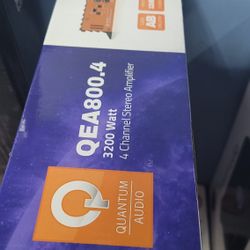 AB
QEA800.4
3200 Watt
4 Channel Stereo Amplifier
QUANTUM
AUDIO